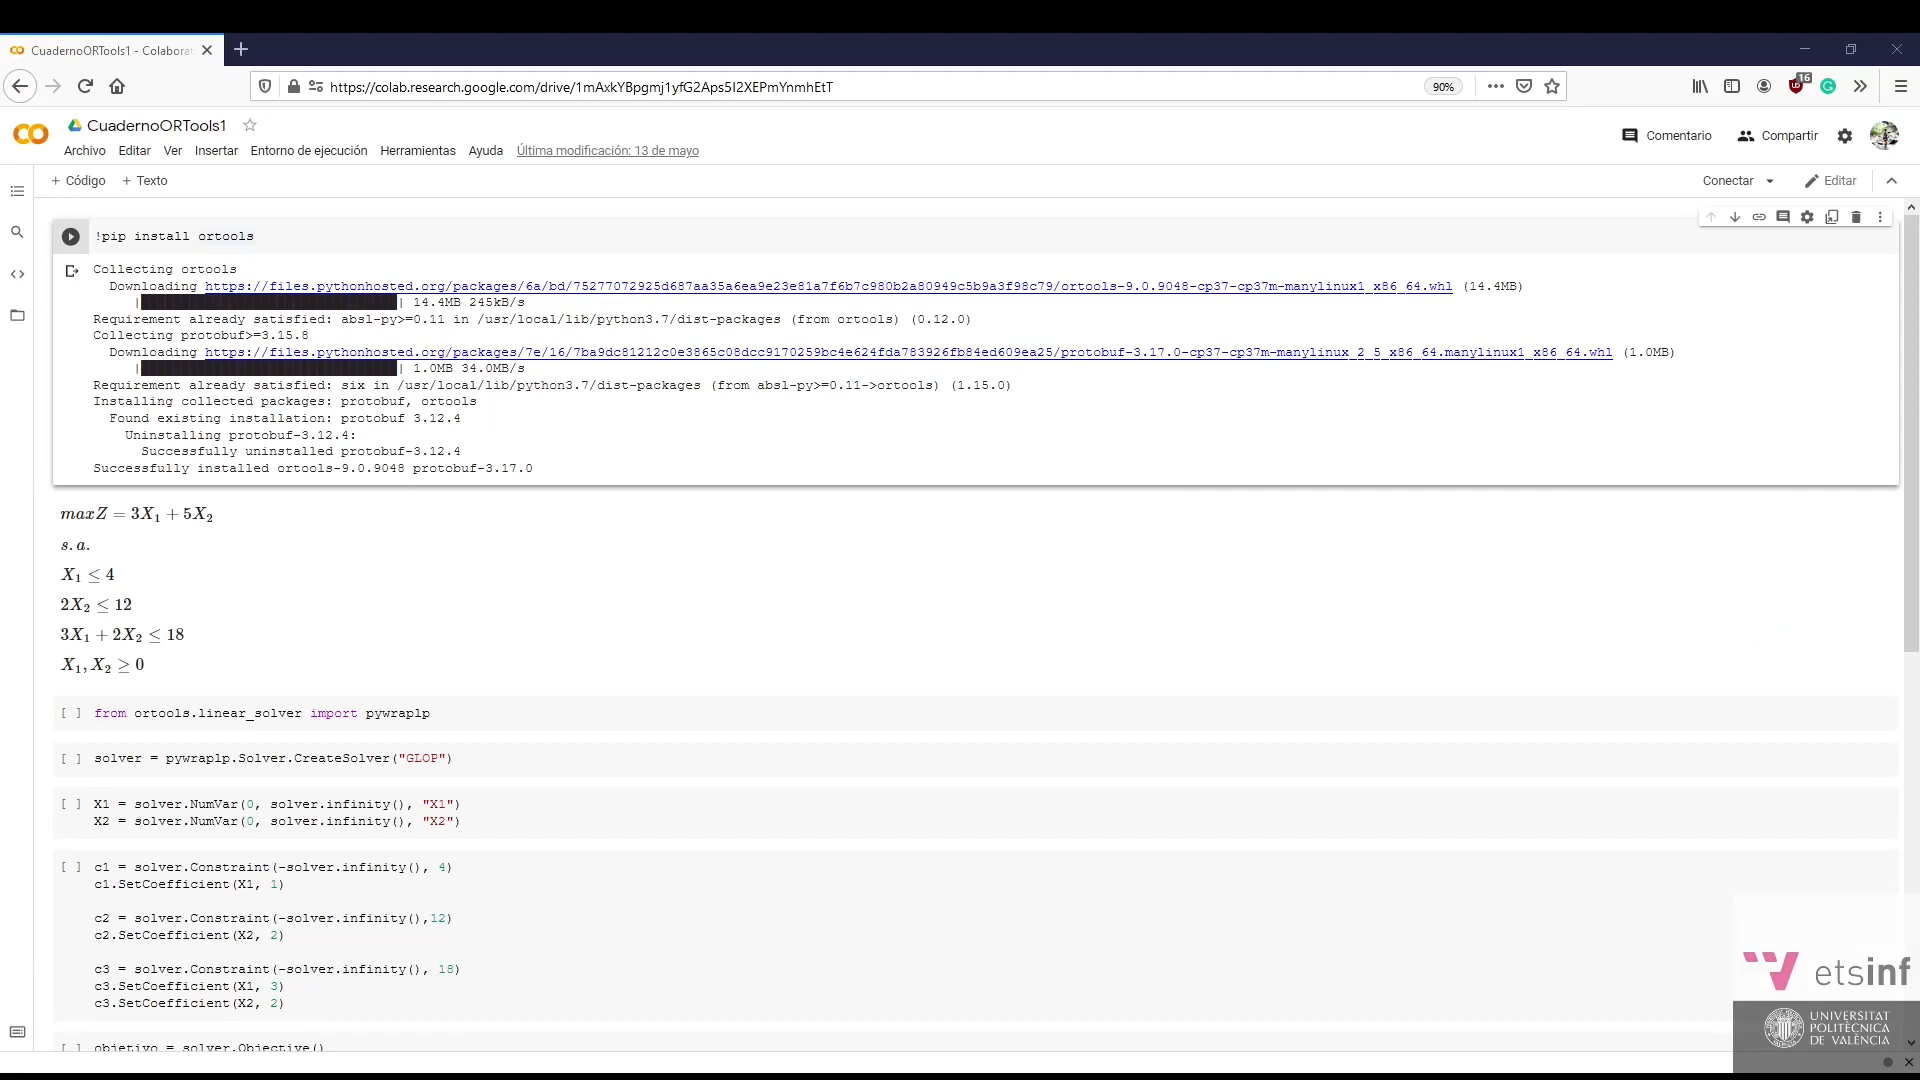 CuadernoORTools1 - Colaborat
https://colab.research.google.com/drive/1mAxkYBpgmj1yfG2Aps5I2XEPmYnmhEtT
90%
16
CuadernoORTools1
Comentario
Compartir
Archivo Editar Ver Insertar Entorno de ejecución Herramientas Ayuda Última modificación: 13 de mayo
+ Código + Texto
Conectar
Editar
!pip install ortools
Collecting ortools
Downloading https://files.pythonhosted.org/packages/6a/bd/75277072925d687aa35a6ea9e23e81a7f6b7c980b2a80949c5b9a3f98c79/ortools-9.0.9048-cp37-cp37m-manylinux1_x86_64.whl (14.4MB)
|████████████████████████████████| 14.4MB 245kB/s
Requirement already satisfied: absl-py>=0.11 in /usr/local/lib/python3.7/dist-packages (from ortools) (0.12.0)
Collecting protobuf>=3.15.8
Downloading https://files.pythonhosted.org/packages/7e/16/7ba9dc81212c0e3865c08dcc9170259bc4e624fda783926fb84ed609ea25/protobuf-3.17.0-cp37-cp37m-manylinux_2_5_x86_64.manylinux1_x86_64.whl (1.0MB)
|████████████████████████████████| 1.0MB 34.0MB/s
Requirement already satisfied: six in /usr/local/lib/python3.7/dist-packages (from absl-py>=0.11->ortools) (1.15.0)
Installing collected packages: protobuf, ortools
Found existing installation: protobuf 3.12.4
Uninstalling protobuf-3.12.4:
Successfully uninstalled protobuf-3.12.4
Successfully installed ortools-9.0.9048 protobuf-3.17.0
maxZ = 3X₁ + 5X₂
s.a.
X₁ ≤ 4
2X₂ ≤ 12
3X₁ + 2X₂ ≤ 18
X₁, X₂ ≥ 0
[ ] from ortools.linear_solver import pywraplp
[ ] solver = pywraplp.Solver.CreateSolver("GLOP")
[ ] X1 = solver.NumVar(0, solver.infinity(), "X1")
X2 = solver.NumVar(0, solver.infinity(), "X2")
[ ] c1 = solver.Constraint(-solver.infinity(), 4)
c1.SetCoefficient(X1, 1)
c2 = solver.Constraint(-solver.infinity(),12)
c2.SetCoefficient(X2, 2)
c3 = solver.Constraint(-solver.infinity(), 18)
c3.SetCoefficient(X1, 3)
c3.SetCoefficient(X2, 2)
[ ] objetivo = solver.Objective()
etsinf
UNIVERSITAT
POLITÈCNICA
DE VALÈNCIA